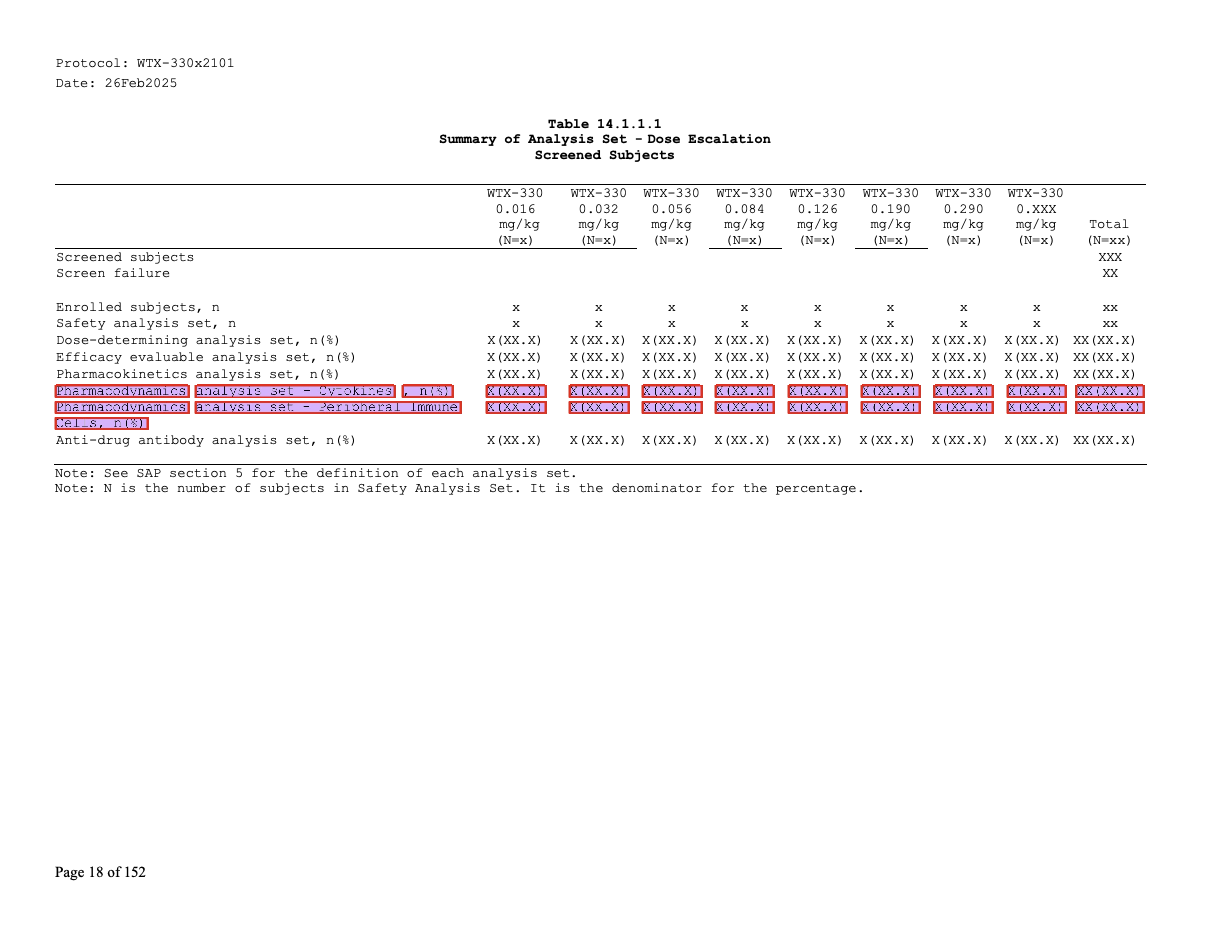 Protocol: WTX-330x2101
Date: 26Feb2025
Table 14.1.1.1
Summary of Analysis Set - Dose Escalation
Screened Subjects
WTX-330 WTX-330 WTX-330 WTX-330 WTX-330 WTX-330 WTX-330 WTX-330
0.016 0.032 0.056 0.084 0.126 0.190 0.290 0.XXX
mg/kg mg/kg mg/kg mg/kg mg/kg mg/kg mg/kg mg/kg Total
(N=x) (N=x) (N=x) (N=x) (N=x) (N=x) (N=x) (N=x) (N=xx)
Screened subjects XXX
Screen failure XX
Enrolled subjects, n x x x x x x x x xx
Safety analysis set, n x x x x x x x x xx
Dose-determining analysis set, n(%) X(XX.X) X(XX.X) X(XX.X) X(XX.X) X(XX.X) X(XX.X) X(XX.X) X(XX.X) XX(XX.X)
Efficacy evaluable analysis set, n(%) X(XX.X) X(XX.X) X(XX.X) X(XX.X) X(XX.X) X(XX.X) X(XX.X) X(XX.X) XX(XX.X)
Pharmacokinetics analysis set, n(%) X(XX.X) X(XX.X) X(XX.X) X(XX.X) X(XX.X) X(XX.X) X(XX.X) X(XX.X) XX(XX.X)
Pharmacodynamics analysis set - Cytokines , n(%) X(XX.X) X(XX.X) X(XX.X) X(XX.X) X(XX.X) X(XX.X) X(XX.X) X(XX.X) XX(XX.X)
Pharmacodynamics analysis set - Peripheral Immune X(XX.X) X(XX.X) X(XX.X) X(XX.X) X(XX.X) X(XX.X) X(XX.X) X(XX.X) XX(XX.X)
Cells, n(%)
Anti-drug antibody analysis set, n(%) X(XX.X) X(XX.X) X(XX.X) X(XX.X) X(XX.X) X(XX.X) X(XX.X) X(XX.X) XX(XX.X)
Note: See SAP section 5 for the definition of each analysis set.
Note: N is the number of subjects in Safety Analysis Set. It is the denominator for the percentage.
Page 18 of 152